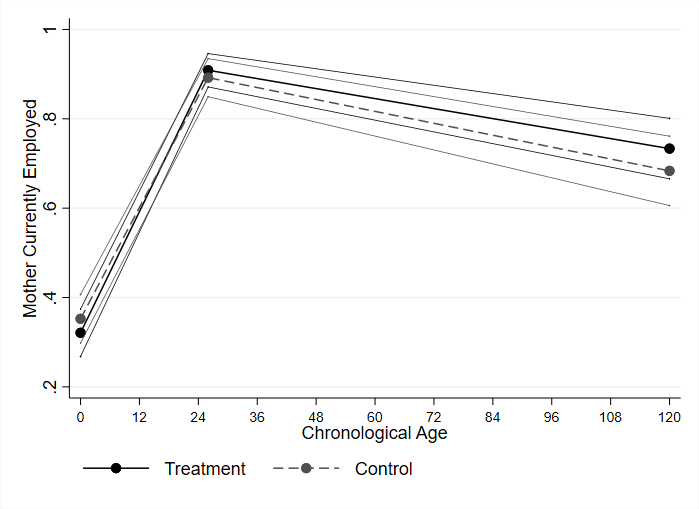 Mother Currently Employed
1
.8
.6
.4
.2
0 12 24 36 48 60 72 84 96 108 120
Chronological Age
Treatment Control